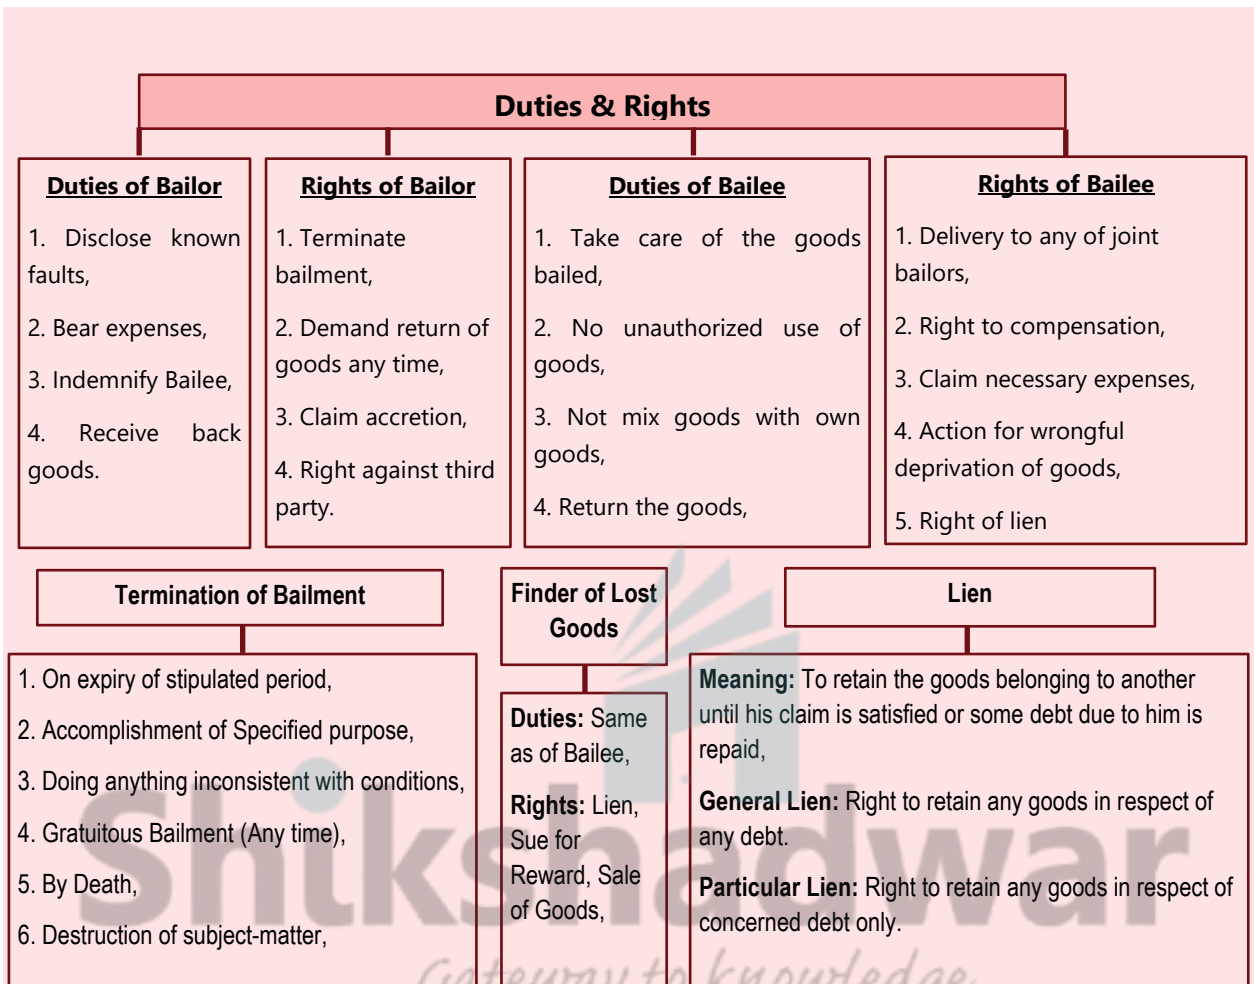 Duties & Rights
Duties of Bailor
1. Disclose known
faults,
2. Bear expenses,
3. Indemnify Bailee,
4. Receive back
goods.
Rights of Bailor
1. Terminate
bailment,
2. Demand return of
goods any time,
3. Claim accretion,
4. Right against third
party.
Duties of Bailee
1. Take care of the goods
bailed,
2. No unauthorized use of
goods,
3. Not mix goods with own
goods,
4. Return the goods,
Rights of Bailee
1. Delivery to any of joint
bailors,
2. Right to compensation,
3. Claim necessary expenses,
4. Action for wrongful
deprivation of goods,
5. Right of lien
Termination of Bailment
1. On expiry of stipulated period,
2. Accomplishment of Specified purpose,
3. Doing anything inconsistent with conditions,
4. Gratuitous Bailment (Any time),
5. By Death,
6. Destruction of subject-matter,
Finder of Lost
Goods
Duties: Same
as of Bailee,
Rights: Lien,
Sue for
Reward, Sale
of Goods,
Lien
Meaning: To retain the goods belonging to another
until his claim is satisfied or some debt due to him is
repaid,
General Lien: Right to retain any goods in respect of
any debt.
Particular Lien: Right to retain any goods in respect of
concerned debt only.
Shikshadwar
Gateway to knowledge